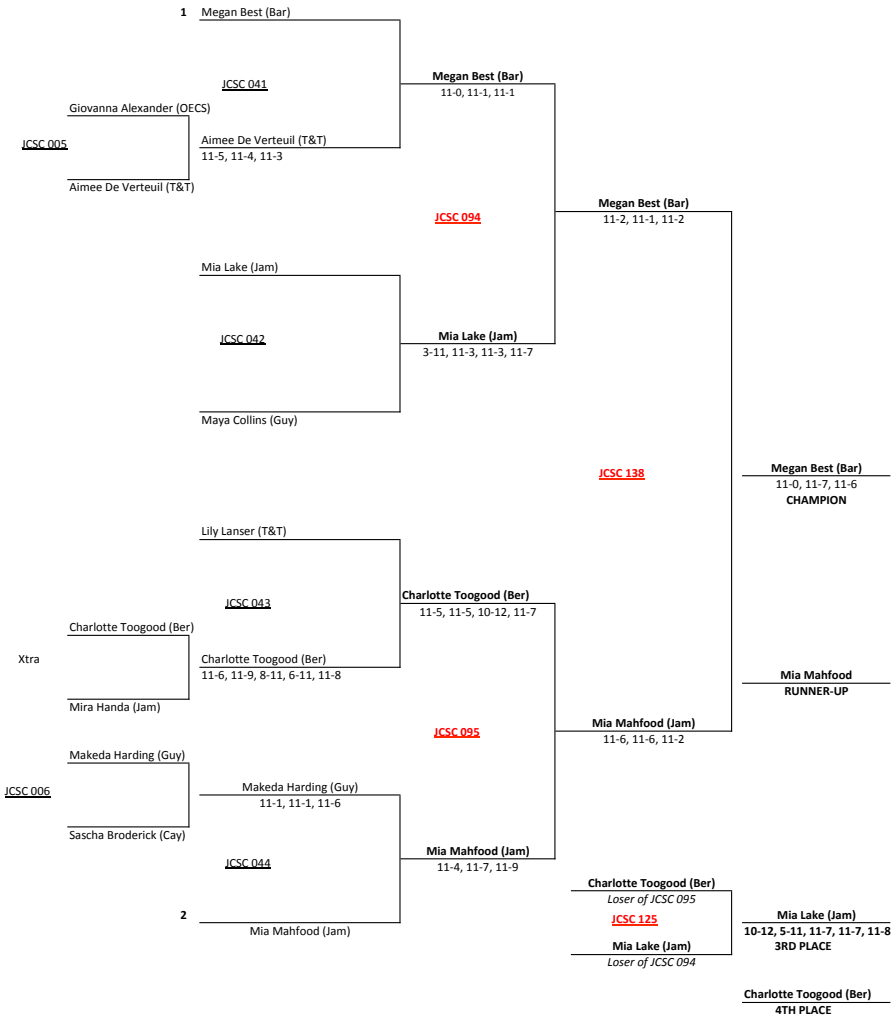 1 Megan Best (Bar)
JCSC 041
Megan Best (Bar)
11-0, 11-1, 11-1
Giovanna Alexander (OECS)
JCSC 005
Aimee De Verteuil (T&T)
11-5, 11-4, 11-3
Aimee De Verteuil (T&T)
Megan Best (Bar)
11-2, 11-1, 11-2
JCSC 094
Mia Lake (Jam)
JCSC 042
Mia Lake (Jam)
3-11, 11-3, 11-3, 11-7
Maya Collins (Guy)
JCSC 138
Megan Best (Bar)
11-0, 11-7, 11-6
CHAMPION
Lily Lanser (T&T)
JCSC 043
Charlotte Toogood (Ber)
11-5, 11-5, 10-12, 11-7
Charlotte Toogood (Ber)
Xtra
Charlotte Toogood (Ber)
11-6, 11-9, 8-11, 6-11, 11-8
Mira Handa (Jam)
Mia Mahfood
RUNNER-UP
JCSC 095
Mia Mahfood (Jam)
11-6, 11-6, 11-2
Makeda Harding (Guy)
JCSC 006
Makeda Harding (Guy)
11-1, 11-1, 11-6
Sascha Broderick (Cay)
JCSC 044
Mia Mahfood (Jam)
11-4, 11-7, 11-9
2
Mia Mahfood (Jam)
Charlotte Toogood (Ber)
Loser of JCSC 095
JCSC 125
Mia Lake (Jam)
10-12, 5-11, 11-7, 11-7, 11-8
3RD PLACE
Mia Lake (Jam)
Loser of JCSC 094
Charlotte Toogood (Ber)
4TH PLACE